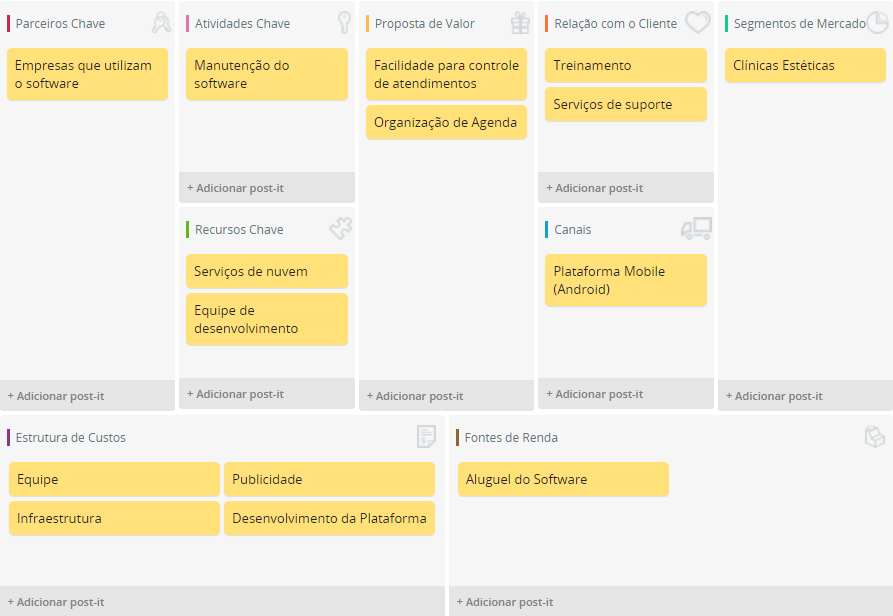 Parceiros Chave
Empresas que utilizam
o software
+ Adicionar post-it
Atividades Chave
Manutenção do
software
+ Adicionar post-it
Recursos Chave
Serviços de nuvem
Equipe de
desenvolvimento
+ Adicionar post-it
Proposta de Valor
Facilidade para controle
de atendimentos
Organização de Agenda
+ Adicionar post-it
Relação com o Cliente
Treinamento
Serviços de suporte
+ Adicionar post-it
Canais
Plataforma Mobile
(Android)
+ Adicionar post-it
Segmentos de Mercado
Clínicas Estéticas
+ Adicionar post-it
Estrutura de Custos
Equipe
Publicidade
Infraestrutura
Desenvolvimento da Plataforma
+ Adicionar post-it
Fontes de Renda
Aluguel do Software
+ Adicionar post-it